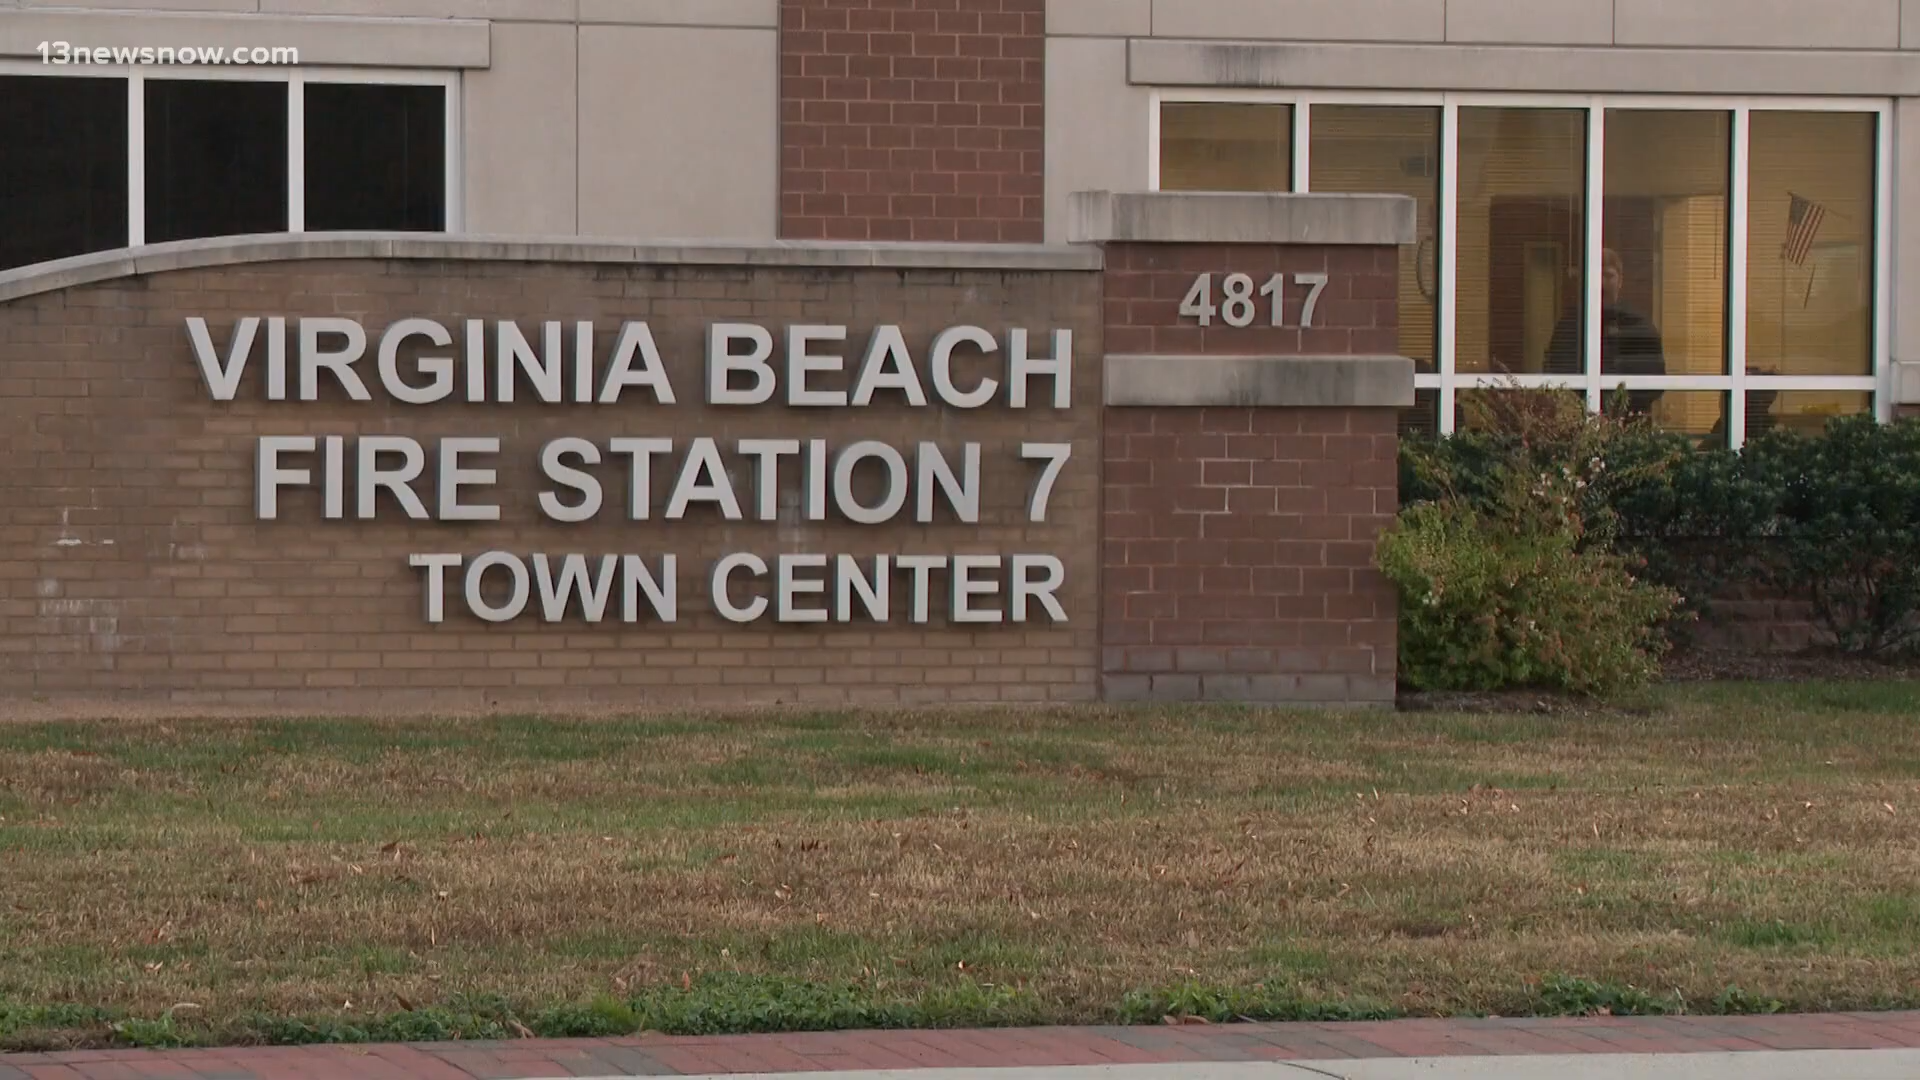 13newsnow.com
4817
VIRGINIA BEACH
FIRE STATION 7
TOWN CENTER